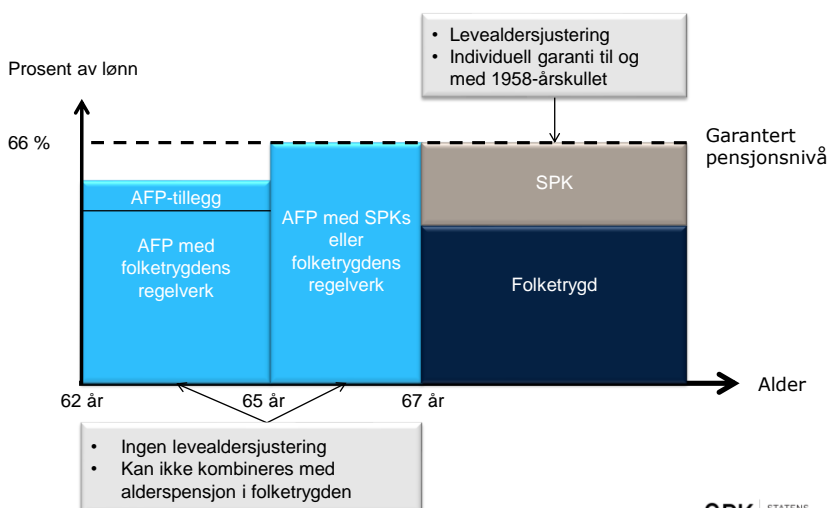 • Levealdersjustering
• Individuell garanti til og
med 1958-årskullet
Prosent av lønn
66 %
Garantert
pensjonsnivå
AFP-tillegg
AFP med
folketrygdens
regelverk
AFP med SPKs
eller
folketrygdens
regelverk
SPK
Folketrygd
62 år
65 år
67 år
Alder
• Ingen levealdersjustering
• Kan ikke kombineres med
alderspensjon i folketrygden
SPK
STATENS